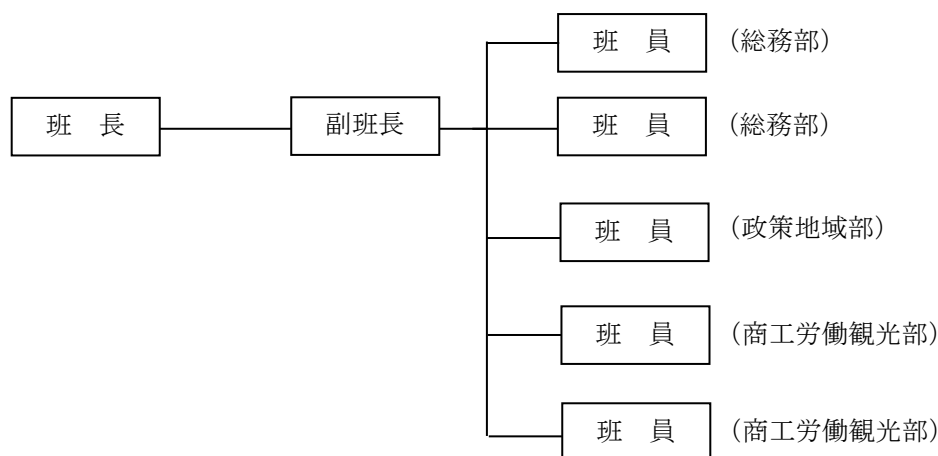 班　員 (総務部)
班　長 副班長 班　員 (総務部)
班　員 (政策地域部)
班　員 (商工労働観光部)
班　員 (商工労働観光部)